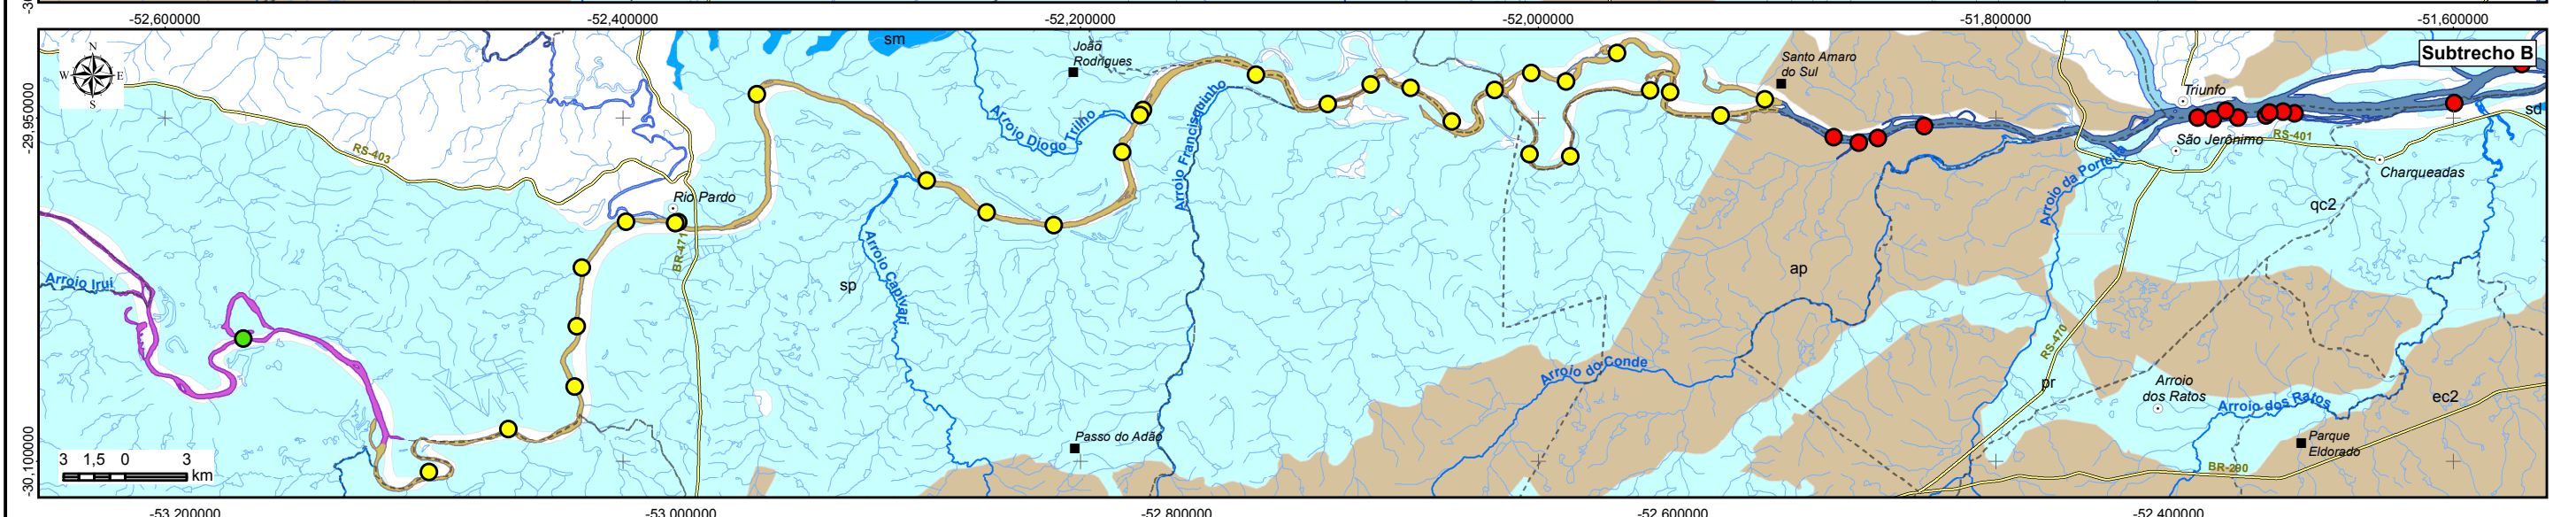 -52,600000
-52,400000
-52,200000
-52,000000
-51,800000
-51,600000
Subtrecho B
N
W E
S
-29,950000
-30,100000
sm
João
Rodrigues
Santo Amaro
do Sul
Triunfo
sd
RS-401
São Jerônimo
Charqueadas
RS-403
Arroio Diogo Trilho
Arroio Francisquinho
Arroio da Porteira
Rio Pardo
qc2
BR-471
Arroio Irui
sp
Arroio Capivari
ap
RS-470
Arroio do Conde
pr
Arroio
dos Ratos
Arroio dos Ratos
ec2
Passo do Adão
Parque
Eldorado
BR-290
3 1,5 0 3
km
-53,200000
-53,000000
-52,800000
-52,600000
-52,400000